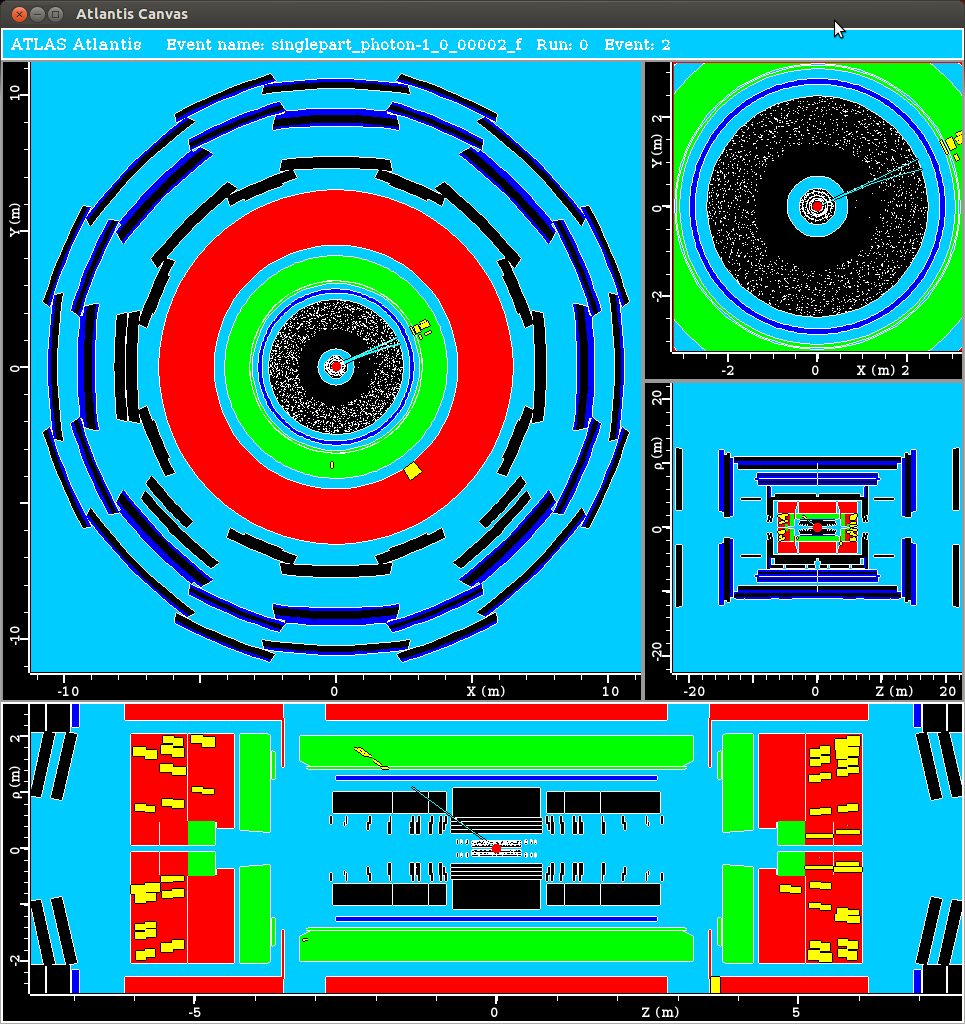 Atlantis Canvas
ATLAS Atlantis Event name: singlepart_photon-1_0_00002_f Run: 0 Event: 2
10
Y (m)
0
-10
-10 0 X (m) 10
2
Y (m)
0
-2
-2 0 X (m) 2
20
ρ (m)
0
-20
-20 0 Z (m) 20
2
ρ (m)
0
-2
-5 0 Z (m) 5